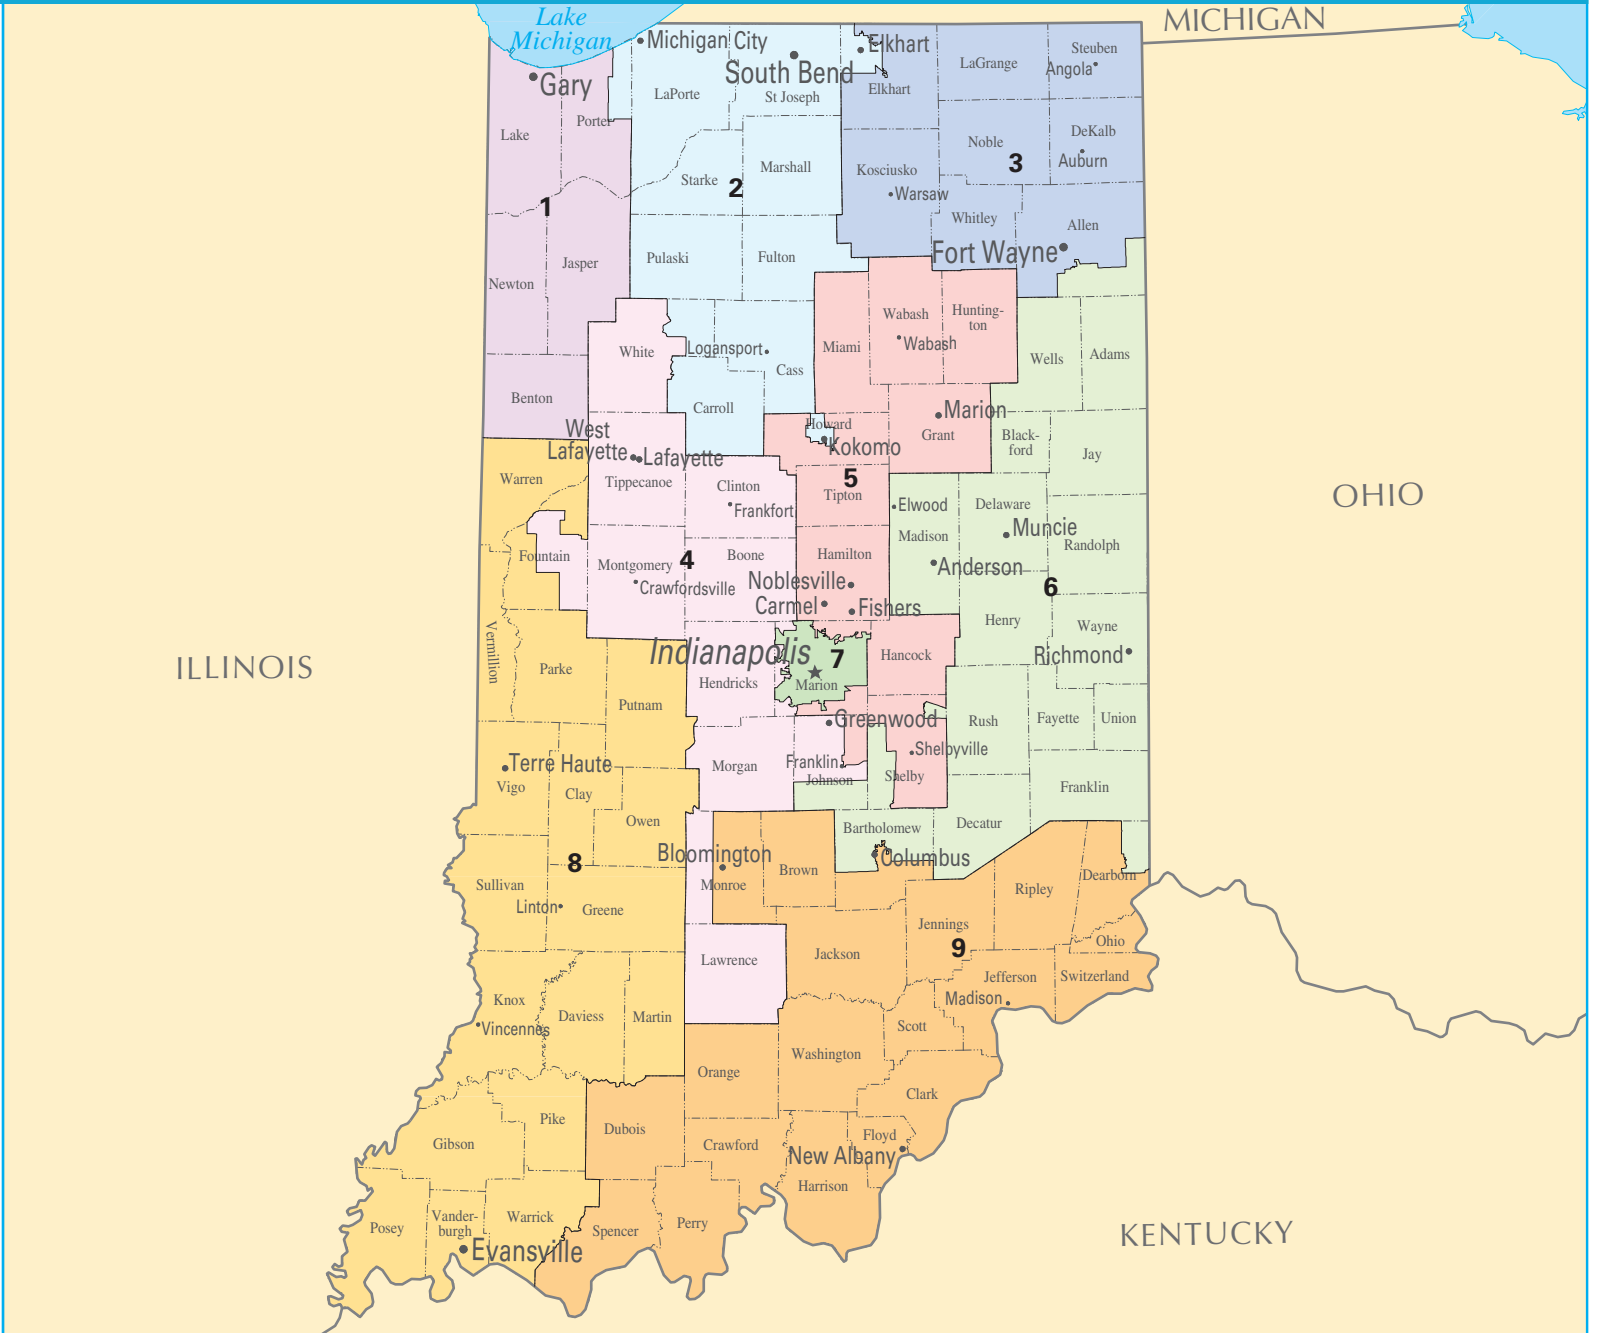 Lake
Michigan
MICHIGAN
Michigan City
Elkhart
South Bend
Steuben
LaGrange
Angola
Gary
LaPorte
St Joseph
Elkhart
Porter
Lake
DeKalb
Noble
Auburn
3
Marshall
Kosciusko
Starke
2
Warsaw
1
Whitley
Allen
Fort Wayne
Pulaski
Fulton
Jasper
Newton
Wabash
Hunting-
ton
Wabash
Miami
White
Logansport
Cass
Wells
Adams
Benton
Carroll
Marion
Howard
West
Lafayette
Lafayette
Kokomo
Grant
Black-
ford
Jay
Warren
Tippecanoe
Clinton
5
Tipton
Frankfort
Elwood
Delaware
OHIO
Muncie
Madison
Randolph
Fountain
Montgomery
4
Boone
Hamilton
Anderson
Crawfordsville
Noblesville
6
Carmel
Fishers
Henry
Wayne
Vermillion
Indianapolis
7
Hancock
Richmond
ILLINOIS
Parke
Hendricks
Marion
Putnam
Greenwood
Rush
Fayette
Union
Terre Haute
Morgan
Franklin
Johnson
Shelbyville
Shelby
Vigo
Clay
Franklin
Owen
Bartholomew
Decatur
Bloomington
Columbus
8
Brown
Monroe
Sullivan
Ripley
Dearborn
Linton
Greene
Jennings
9
Ohio
Lawrence
Jackson
Jefferson
Switzerland
Madison
Knox
Vincennes
Daviess
Martin
Scott
Washington
Orange
Clark
Pike
Dubois
Gibson
Crawford
Floyd
New Albany
Harrison
Posey
Vander-
burgh
Warrick
Spencer
Perry
Evansville
KENTUCKY